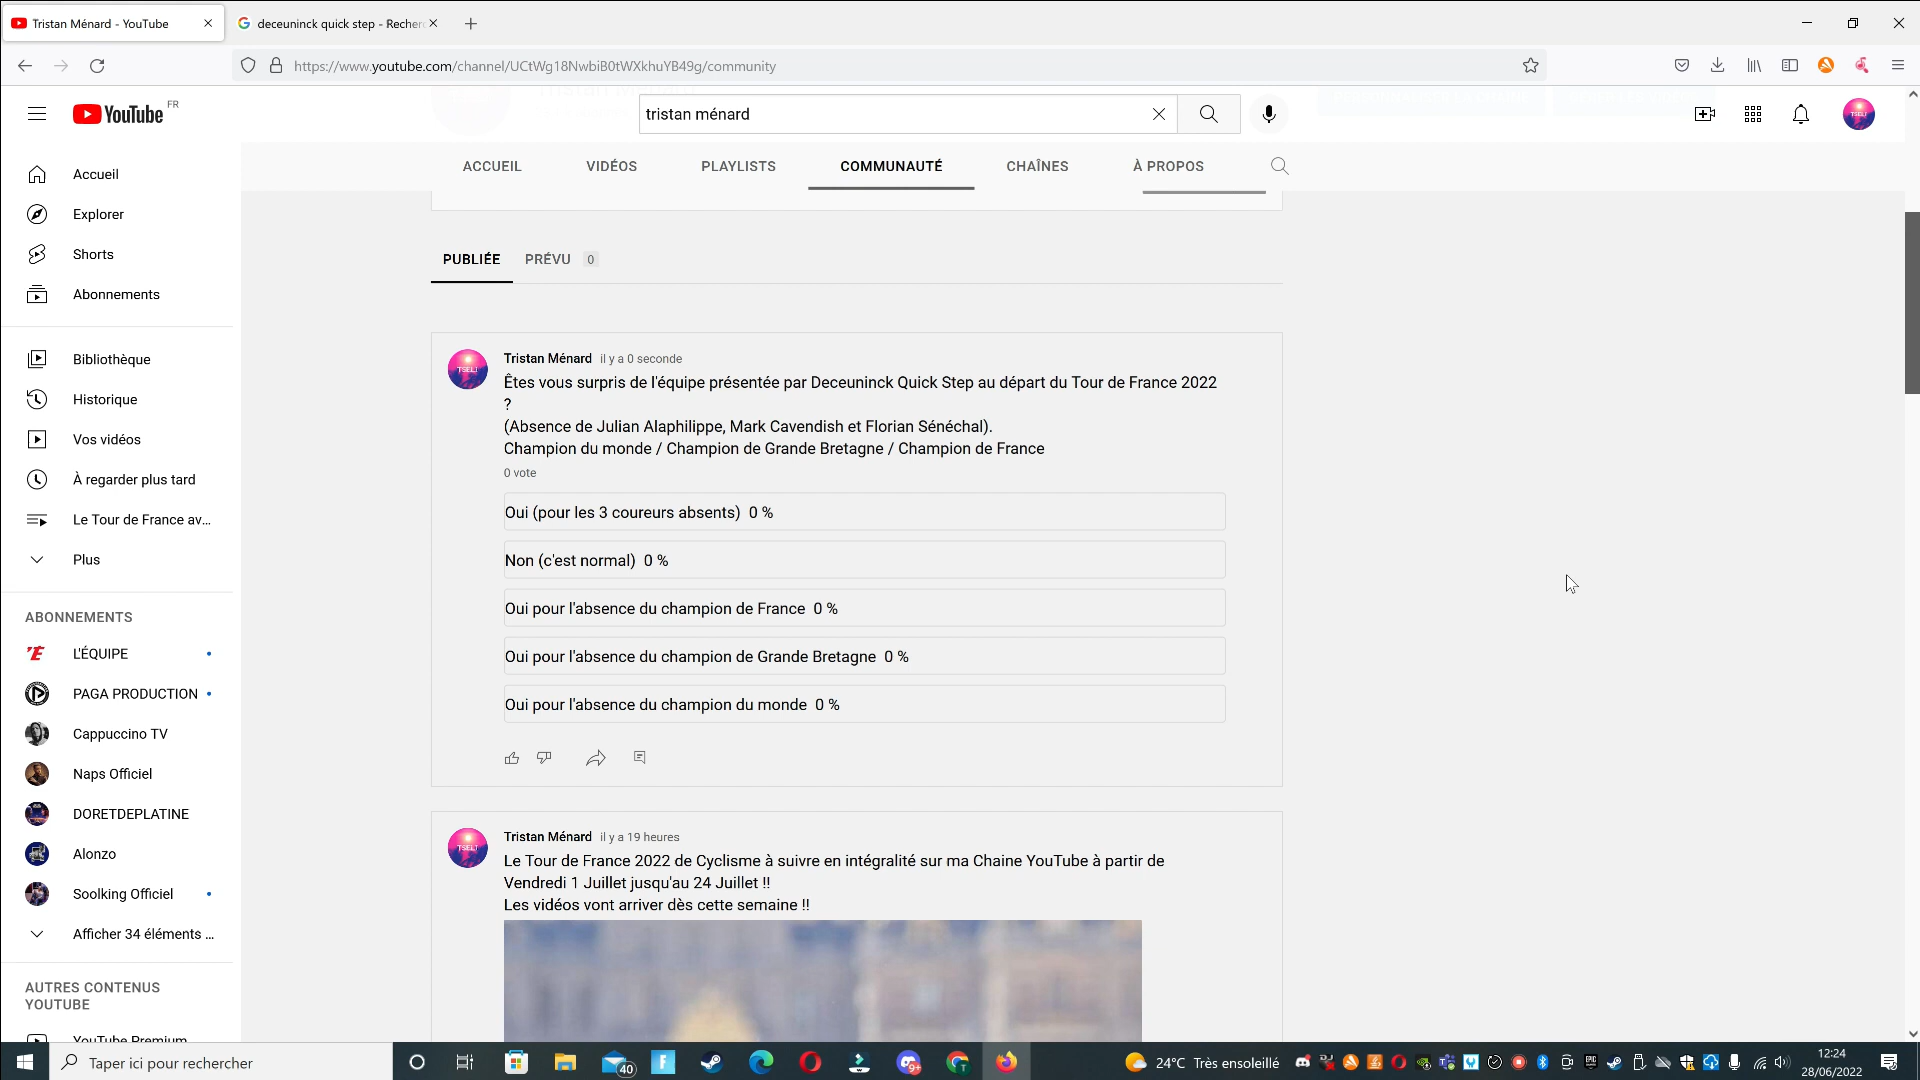 Tristan Ménard - YouTube
deceuninck quick step - Recher
https://www.youtube.com/channel/UCtWg18NwbiB0tWXkhuYB49g/community
YouTube FR
tristan ménard
ACCUEIL VIDÉOS PLAYLISTS COMMUNAUTÉ CHAÎNES À PROPOS
Accueil
Explorer
Shorts
Abonnements
Bibliothèque
Historique
Vos vidéos
À regarder plus tard
Le Tour de France av...
Plus
ABONNEMENTS
L'ÉQUIPE
PAGA PRODUCTION
Cappuccino TV
Naps Officiel
DORETDEPLATINE
Alonzo
Soolking Officiel
Afficher 34 éléments ...
AUTRES CONTENUS
YOUTUBE
YouTube Premium
PUBLIÉE PRÉVU 0
Tristan Ménard il y a 0 seconde
Êtes vous surpris de l'équipe présentée par Deceuninck Quick Step au départ du Tour de France 2022
?
(Absence de Julian Alaphilippe, Mark Cavendish et Florian Sénéchal).
Champion du monde / Champion de Grande Bretagne / Champion de France
0 vote
Oui (pour les 3 coureurs absents) 0 %
Non (c'est normal) 0 %
Oui pour l'absence du champion de France 0 %
Oui pour l'absence du champion de Grande Bretagne 0 %
Oui pour l'absence du champion du monde 0 %
Tristan Ménard il y a 19 heures
Le Tour de France 2022 de Cyclisme à suivre en intégralité sur ma Chaine YouTube à partir de
Vendredi 1 Juillet jusqu'au 24 Juillet !!
Les vidéos vont arriver dès cette semaine !!
Taper ici pour rechercher
40
9+
24°C Très ensoleillé
12:24
28/06/2022